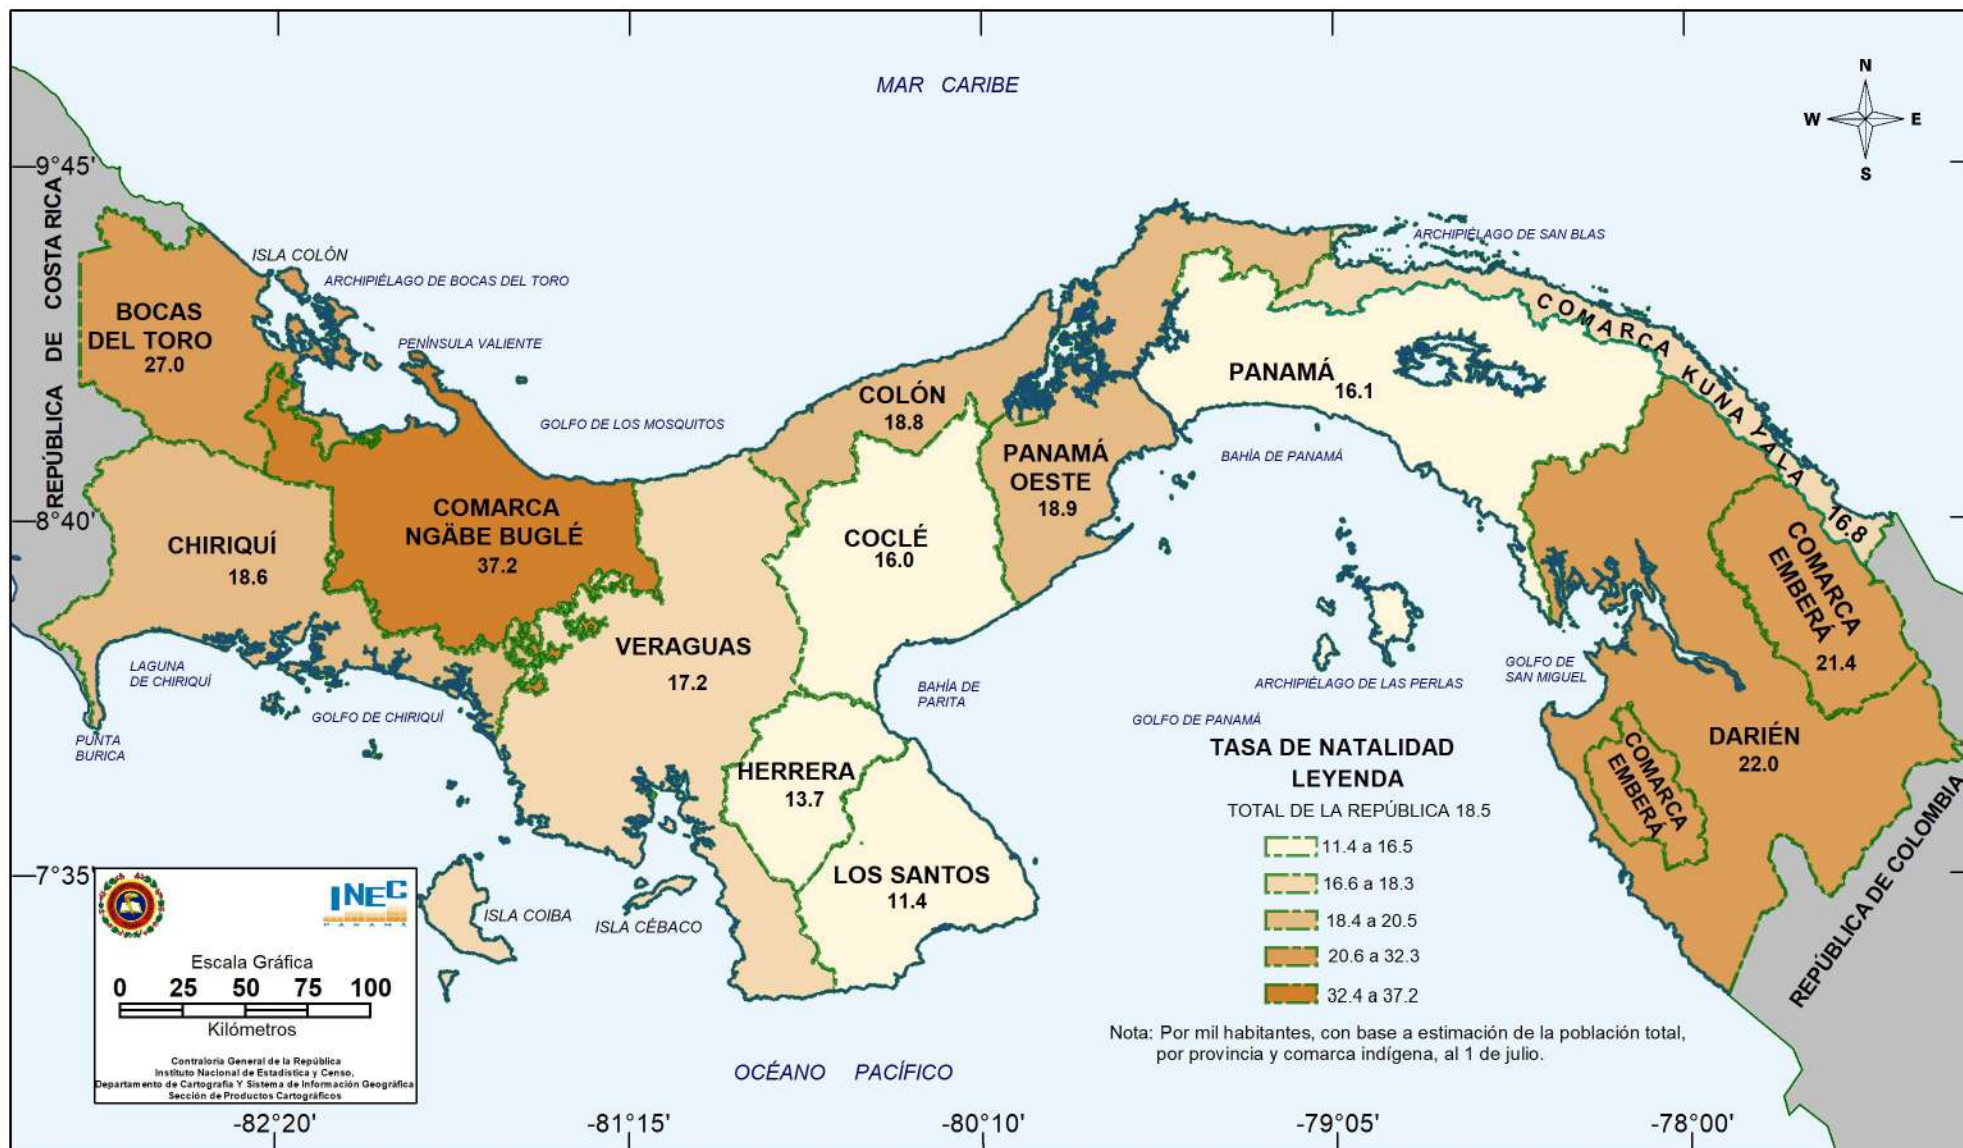 MAR CARIBE
N
W
E
S
9°45'
8°40'
7°35'
REPÚBLICA DE COSTA RICA
ISLA COLÓN
ARCHIPIÉLAGO DE BOCAS DEL TORO
ARCHIPIÉLAGO DE SAN BLAS
BOCAS
DEL TORO
27.0
PENÍNSULA VALIENTE
GOLFO DE LOS MOSQUITOS
COLÓN
18.8
PANAMÁ
16.1
COMARCA KUNA YALA
16.8
PANAMÁ
OESTE
18.9
BAHÍA DE PANAMÁ
CHIRIQUÍ
18.6
COMARCA
NGÄBE BUGLÉ
37.2
COCLÉ
16.0
COMARCA
EMBERÁ
21.4
VERAGUAS
17.2
LAGUNA
DE CHIRIQUÍ
GOLFO DE CHIRIQUÍ
PUNTA
BURICA
BAHÍA DE
PARITA
ARCHIPIÉLAGO DE LAS PERLAS
GOLFO DE
SAN MIGUEL
GOLFO DE PANAMÁ
DARIÉN
22.0
COMARCA
EMBERÁ
HERRERA
13.7
LOS SANTOS
11.4
ISLA COIBA
ISLA CÉBACO
REPÚBLICA DE COLOMBIA
TASA DE NATALIDAD
LEYENDA
TOTAL DE LA REPÚBLICA 18.5
11.4 a 16.5
16.6 a 18.3
18.4 a 20.5
20.6 a 32.3
32.4 a 37.2
Nota: Por mil habitantes, con base a estimación de la población total,
por provincia y comarca indígena, al 1 de julio.
INEC
PANAMÁ
Escala Gráfica
0 25 50 75 100
Kilómetros
Contraloría General de la República
Instituto Nacional de Estadística y Censo,
Departamento de Cartografía Y Sistema de Información Geográfica
Sección de Productos Cartográficos
OCÉANO PACÍFICO
-82°20' -81°15' -80°10' -79°05' -78°00'